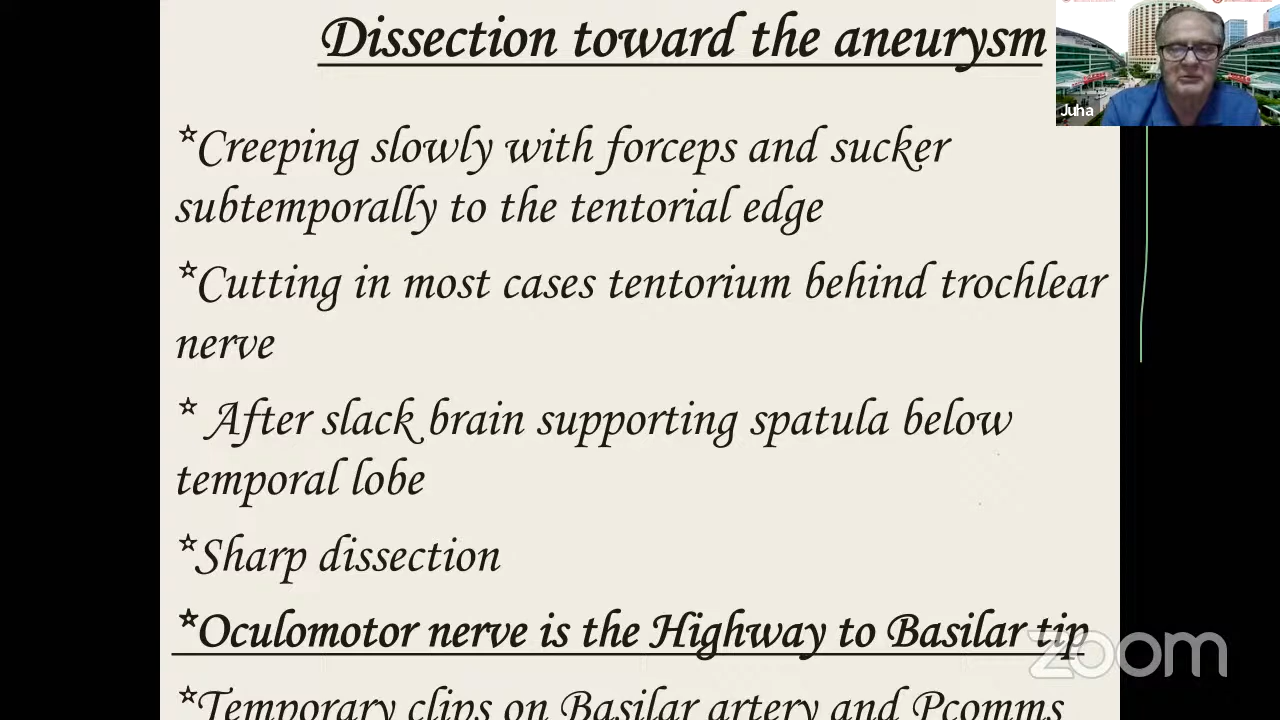 Dissection toward the aneurysm
Juha
*Creeping slowly with forceps and sucker
subtemporally to the tentorial edge
*Cutting in most cases tentorium behind trochlear
nerve
* After slack brain supporting spatula below
temporal lobe
*Sharp dissection
*Oculomotor nerve is the Highway to Basilar tip
zoom
*Temporary clips on Basilar artery and Pcomms